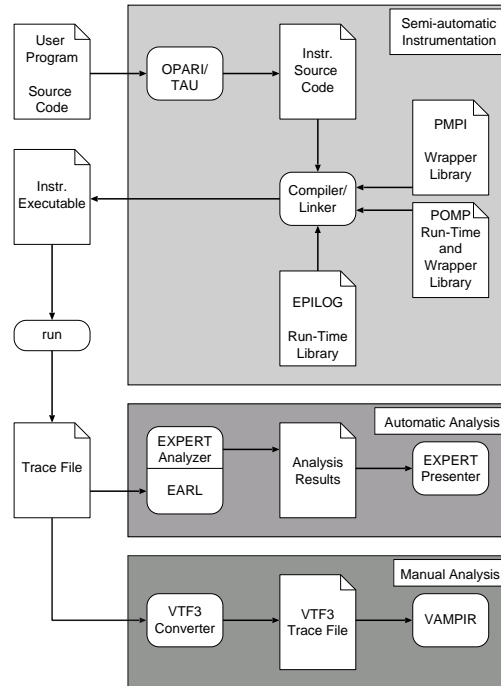 Semi-automatic
Instrumentation
User
Program
Source
Code
OPARI/
TAU
Instr.
Source
Code
PMPI
Wrapper
Library
Instr.
Executable
Compiler/
Linker
POMP
Run-Time
and
Wrapper
Library
EPILOG
Run-Time
Library
run
Automatic Analysis
Trace File
EXPERT
Analyzer
EARL
Analysis
Results
EXPERT
Presenter
Manual Analysis
VTF3
Converter
VTF3
Trace File
VAMPIR